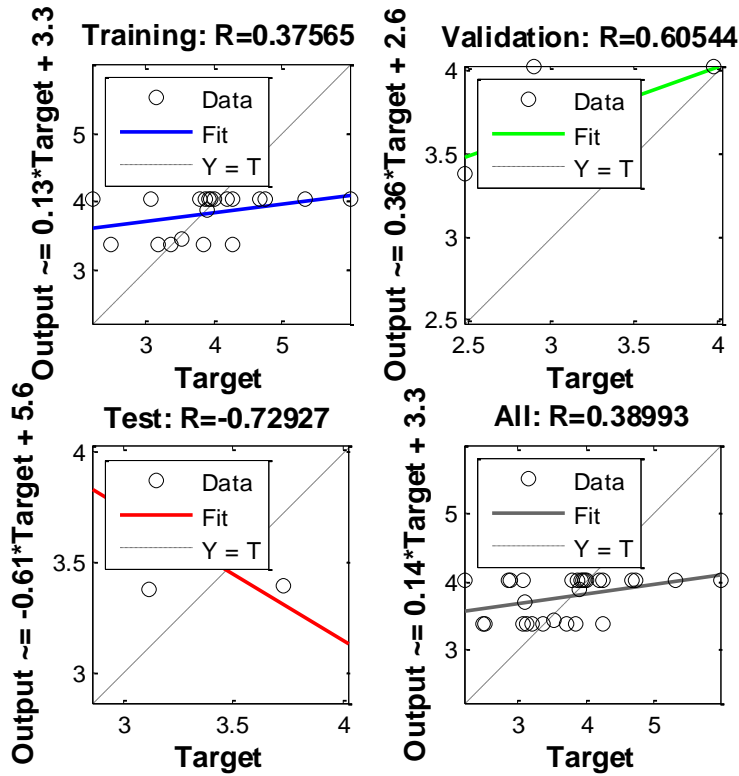 Training: R=0.37565
Output ~= 0.13*Target + 3.3
Data
Fit
Y = T
5
4
3
3
4
5
Target
Validation: R=0.60544
Output ~= 0.36*Target + 2.6
Data
Fit
Y = T
4
3.5
3
2.5
2.5
3
3.5
4
Target
Test: R=-0.72927
Output ~= -0.61*Target + 5.6
Data
Fit
Y = T
4
3.5
3
3
3.5
4
Target
All: R=0.38993
Output ~= 0.14*Target + 3.3
Data
Fit
Y = T
5
4
3
3
4
5
Target